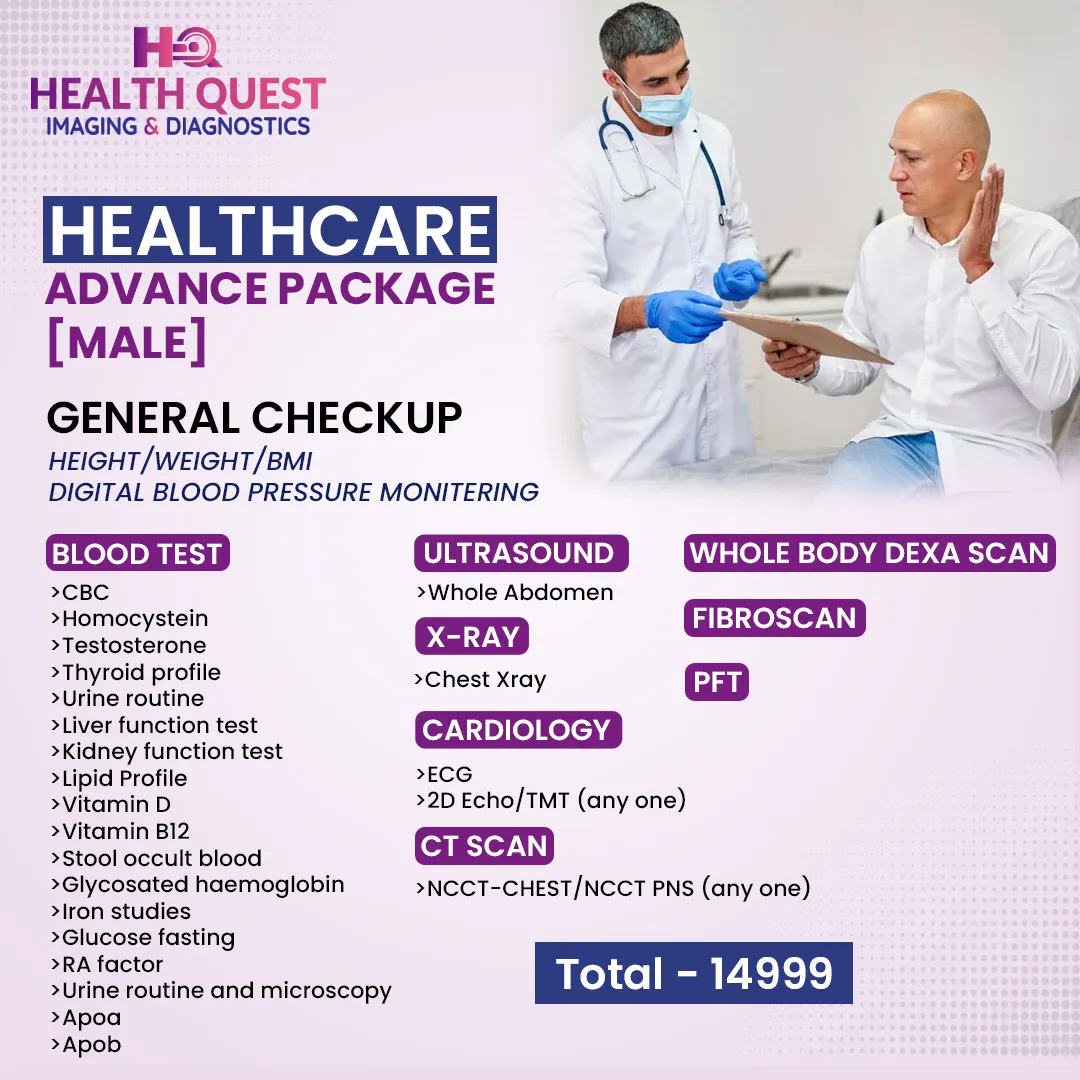 HQ
HEALTH QUEST
IMAGING & DIAGNOSTICS
HEALTHCARE
ADVANCE PACKAGE
[MALE]
GENERAL CHECKUP
HEIGHT/WEIGHT/BMI
DIGITAL BLOOD PRESSURE MONITERING
BLOOD TEST
>CBC
>Homocystein
>Testosterone
>Thyroid profile
>Urine routine
>Liver function test
>Kidney function test
>Lipid Profile
>Vitamin D
>Vitamin B12
>Stool occult blood
>Glycosated haemoglobin
>Iron studies
>Glucose fasting
>RA factor
>Urine routine and microscopy
>Apoa
>Apob
ULTRASOUND
>Whole Abdomen
X-RAY
>Chest Xray
CARDIOLOGY
>ECG
>2D Echo/TMT (any one)
CT SCAN
>NCCT-CHEST/NCCT PNS (any one)
WHOLE BODY DEXA SCAN
FIBROSCAN
PFT
Total - 14999